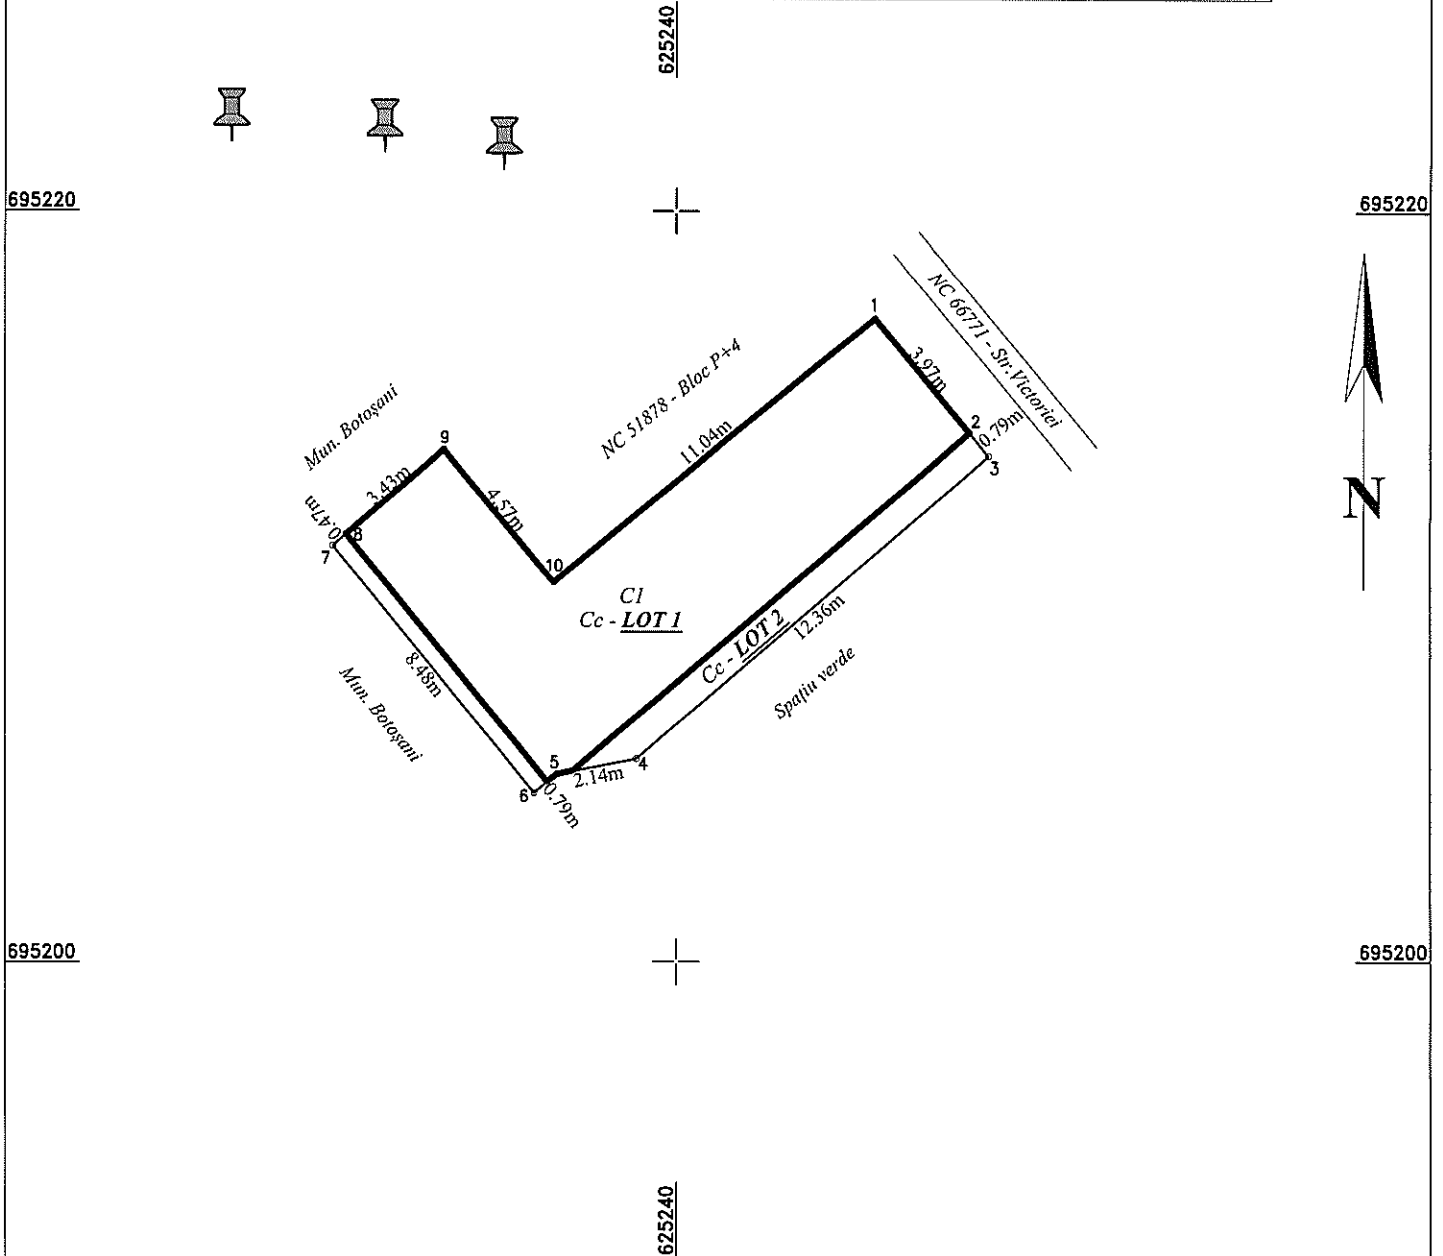 625240
695220
695220
1
NC 66771 - Str.Victoriei
3.97m
2
0.79m
3
NC 51878 - Bloc P+4
11.04m
Mun. Botoșani
9
3.43m
4.57m
0.47m
8
7
10
C1
Cc - LOT 1
N
Cc - LOT 2
12.36m
Spațiu verde
8.48m
Mun. Botoșani
5
4
2.14m
6
0.79m
695200
695200
625240